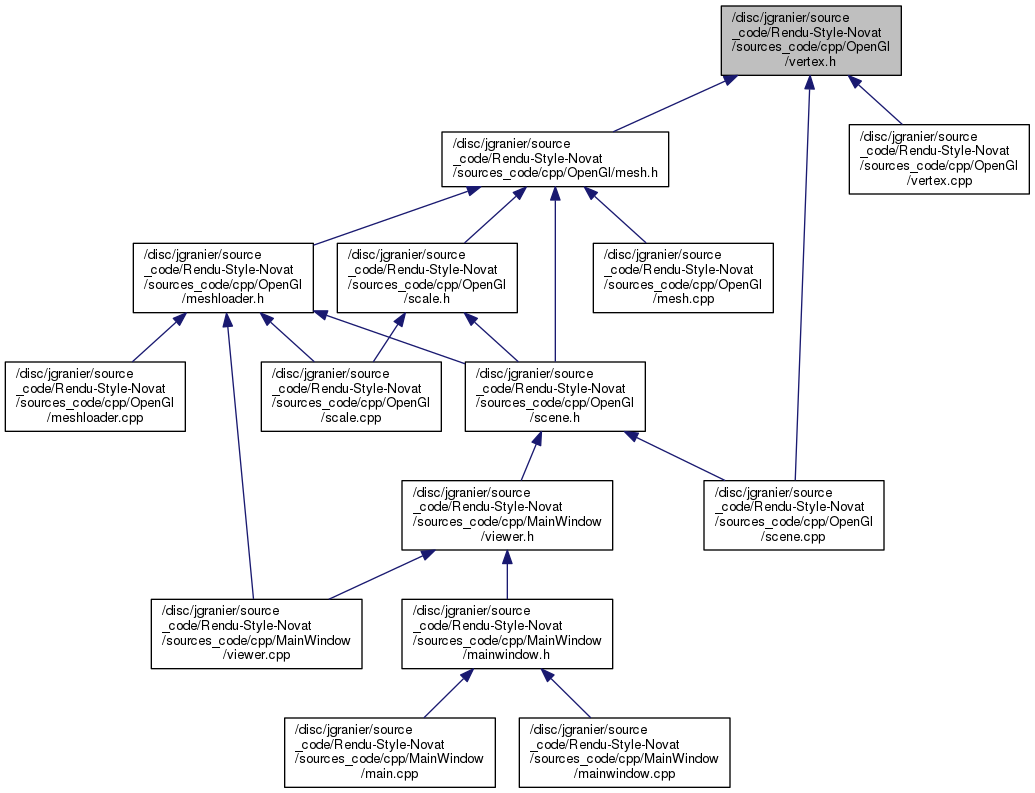 /disc/jgranier/source
_code/Rendu-Style-Novat
/sources_code/cpp/OpenGl
/vertex.h
/disc/jgranier/source
_code/Rendu-Style-Novat
/sources_code/cpp/OpenGl
/vertex.cpp
/disc/jgranier/source
_code/Rendu-Style-Novat
/sources_code/cpp/OpenGl/mesh.h
/disc/jgranier/source
_code/Rendu-Style-Novat
/sources_code/cpp/OpenGl
/meshloader.h
/disc/jgranier/source
_code/Rendu-Style-Novat
/sources_code/cpp/OpenGl
/scale.h
/disc/jgranier/source
_code/Rendu-Style-Novat
/sources_code/cpp/OpenGl
/mesh.cpp
/disc/jgranier/source
_code/Rendu-Style-Novat
/sources_code/cpp/OpenGl
/meshloader.cpp
/disc/jgranier/source
_code/Rendu-Style-Novat
/sources_code/cpp/OpenGl
/scale.cpp
/disc/jgranier/source
_code/Rendu-Style-Novat
/sources_code/cpp/OpenGl
/scene.h
/disc/jgranier/source
_code/Rendu-Style-Novat
/sources_code/cpp/MainWindow
/viewer.h
/disc/jgranier/source
_code/Rendu-Style-Novat
/sources_code/cpp/OpenGl
/scene.cpp
/disc/jgranier/source
_code/Rendu-Style-Novat
/sources_code/cpp/MainWindow
/viewer.cpp
/disc/jgranier/source
_code/Rendu-Style-Novat
/sources_code/cpp/MainWindow
/mainwindow.h
/disc/jgranier/source
_code/Rendu-Style-Novat
/sources_code/cpp/MainWindow
/main.cpp
/disc/jgranier/source
_code/Rendu-Style-Novat
/sources_code/cpp/MainWindow
/mainwindow.cpp